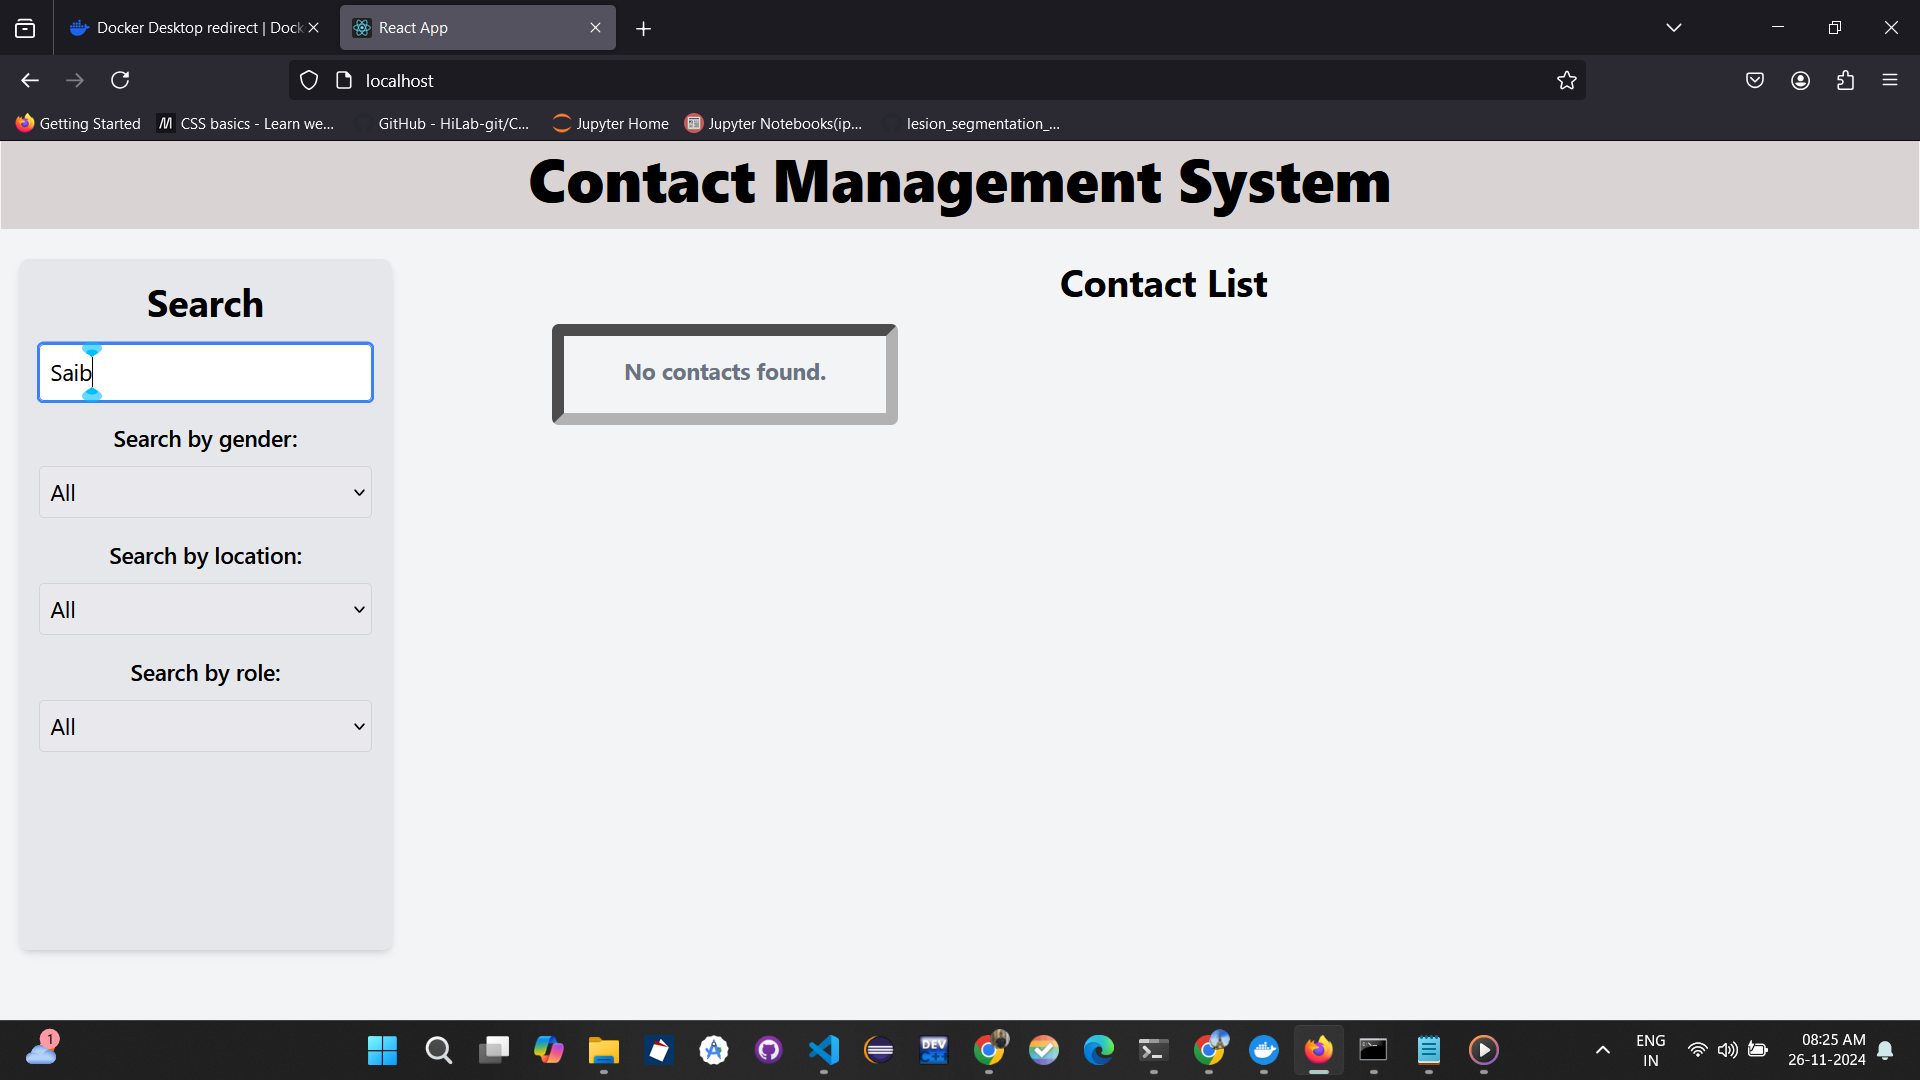 Docker Desktop redirect | Dock
React App
localhost
Getting Started
CSS basics - Learn we...
GitHub - HiLab-git/C...
Jupyter Home
Jupyter Notebooks(ip...
lesion_segmentation_...
Contact Management System
Search
Saib
Search by gender:
All
Search by location:
All
Search by role:
All
Contact List
No contacts found.
1
DEV
C++
ENG
IN
08:25 AM
26-11-2024